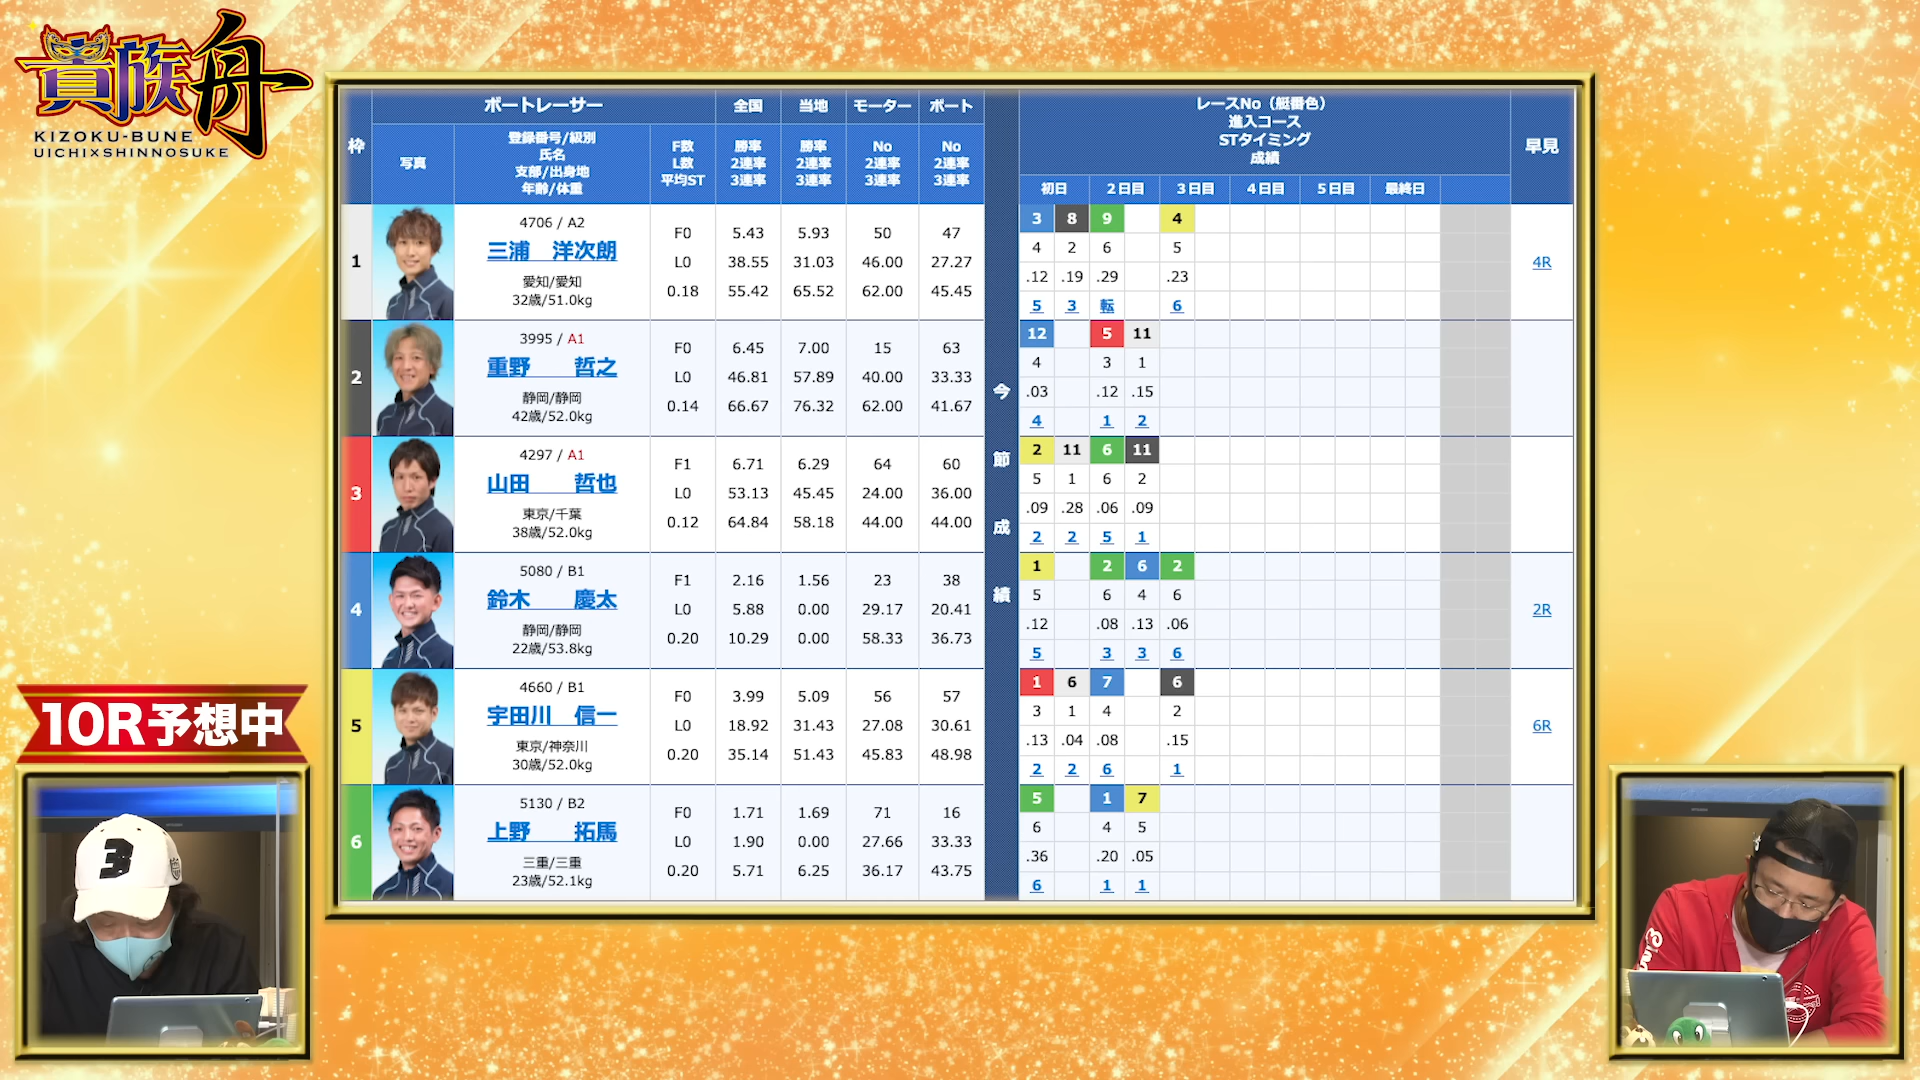 貴族舟
KIZOKU-BUNE
UICHI×SHINNOSUKE
枠 ボートレーサー 全国 当地 モーター ボート
写真 登録番号/級別 氏名 支部/出身地 年齢/体重
F数 L数 平均ST
勝率 2連率 3連率
勝率 2連率 3連率
No 2連率 3連率
No 2連率 3連率
レースNo（艇番色）
進入コース
STタイミング
成績
早見
初日 2日目 3日目 4日目 5日目 最終日
今節成績
1
4706 / A2
三浦 洋次朗
愛知/愛知
32歳/51.0kg
F0 5.43 5.93 50 47
L0 38.55 31.03 46.00 27.27
0.18 55.42 65.52 62.00 45.45
3 8 9 4
4 2 6 5
.12 .19 .29 .23
5 3 転 6
4R
2
3995 / A1
重野 哲之
静岡/静岡
42歳/52.0kg
F0 6.45 7.00 15 63
L0 46.81 57.89 40.00 33.33
0.14 66.67 76.32 62.00 41.67
12 5 11
4 3 1
.03 .12 .15
4 1 2
3
4297 / A1
山田 哲也
東京/千葉
38歳/52.0kg
F1 6.71 6.29 64 60
L0 53.13 45.45 24.00 36.00
0.12 64.84 58.18 44.00 44.00
2 11 6 11
5 1 6 2
.09 .28 .06 .09
2 2 5 1
4
5080 / B1
鈴木 慶太
静岡/静岡
22歳/53.8kg
F1 2.16 1.56 23 38
L0 5.88 0.00 29.17 20.41
0.20 10.29 0.00 58.33 36.73
1 2 6 2
5 6 4 6
.12 .08 .13 .06
5 3 3 6
2R
5
4660 / B1
宇田川 信一
東京/神奈川
30歳/52.0kg
F0 3.99 5.09 56 57
L0 18.92 31.43 27.08 30.61
0.20 35.14 51.43 45.83 48.98
1 6 7 6
3 1 4 2
.13 .04 .08 .15
2 2 6 1
6R
6
5130 / B2
上野 拓馬
三重/三重
23歳/52.1kg
F0 1.71 1.69 71 16
L0 1.90 0.00 27.66 33.33
0.20 5.71 6.25 36.17 43.75
5 1 7
6 4 5
.36 .20 .05
6 1 1
10R予想中
3